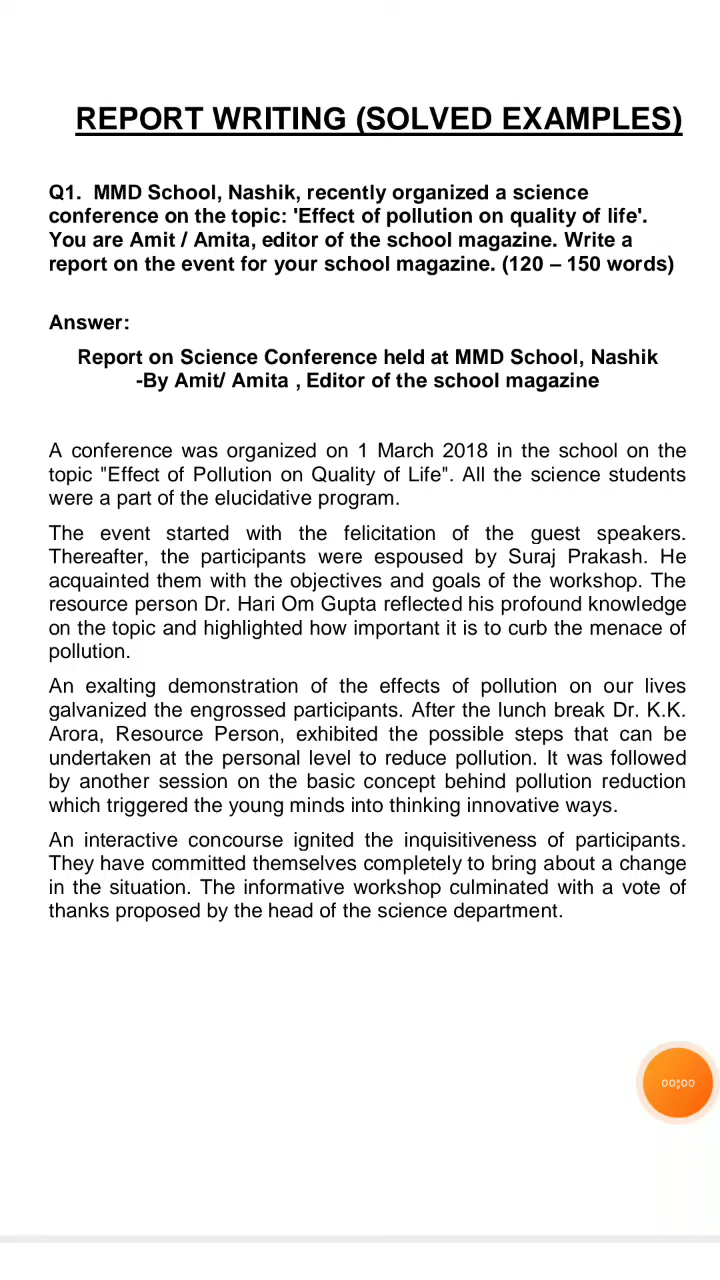 REPORT WRITING (SOLVED EXAMPLES)
Q1.  MMD School, Nashik, recently organized a science
conference on the topic: 'Effect of pollution on quality of life'.
You are Amit / Amita, editor of the school magazine. Write a
report on the event for your school magazine. (120 – 150 words)
Answer:
Report on Science Conference held at MMD School, Nashik
-By Amit/ Amita , Editor of the school magazine
A conference was organized on 1 March 2018 in the school on the
topic "Effect of Pollution on Quality of Life". All the science students
were a part of the elucidative program.
The event started with the felicitation of the guest speakers.
Thereafter, the participants were espoused by Suraj Prakash. He
acquainted them with the objectives and goals of the workshop. The
resource person Dr. Hari Om Gupta reflected his profound knowledge
on the topic and highlighted how important it is to curb the menace of
pollution.
An exalting demonstration of the effects of pollution on our lives
galvanized the engrossed participants. After the lunch break Dr. K.K.
Arora, Resource Person, exhibited the possible steps that can be
undertaken at the personal level to reduce pollution. It was followed
by another session on the basic concept behind pollution reduction
which triggered the young minds into thinking innovative ways.
An interactive concourse ignited the inquisitiveness of participants.
They have committed themselves completely to bring about a change
in the situation. The informative workshop culminated with a vote of
thanks proposed by the head of the science department.
00:00